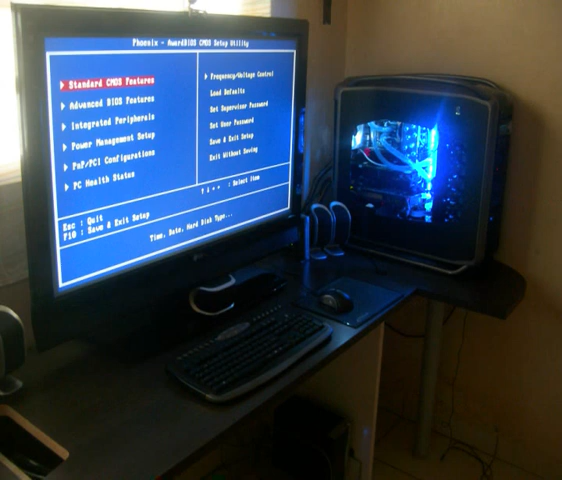 Phoenix - AwardBIOS CMOS Setup Utility
Standard CMOS Features
Advanced BIOS Features
Integrated Peripherals
Power Management Setup
PnP/PCI Configurations
PC Health Status
Frequency/Voltage Control
Load Defaults
Set Supervisor Password
Set User Password
Save & Exit Setup
Exit Without Saving
Esc : Quit
F10 : Save & Exit Setup
↑ ↓ → ← : Select Item
Time, Date, Hard Disk Type...